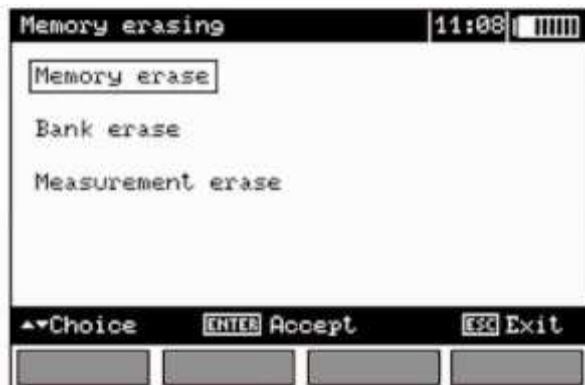 Memory erasing 11:08
Memory erase
Bank erase
Measurement erase
▲▼Choice ENTER Accept ESC Exit